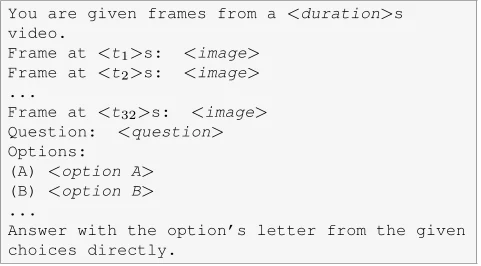 You are given frames from a <duration>s
video.
Frame at <t₁>s: <image>
Frame at <t₂>s: <image>
...
Frame at <t₃₂>s: <image>
Question: <question>
Options:
(A) <option A>
(B) <option B>
...
Answer with the option's letter from the given
choices directly.